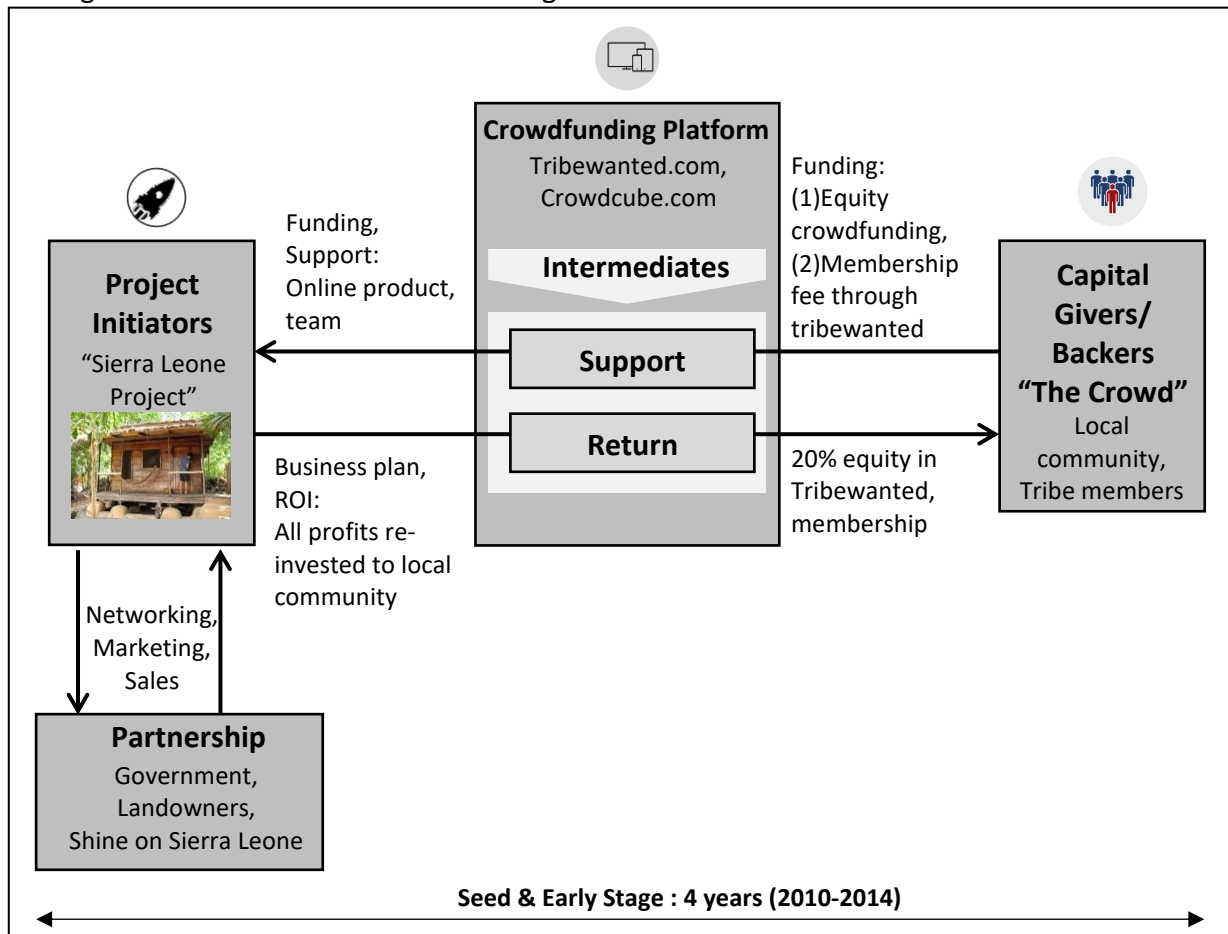 Crowdfunding Platform
Tribewanted.com,
Crowdcube.com
Intermediates
Support
Return
Funding,
Support:
Online product,
team
Project
Initiators
“Sierra Leone
Project”
Business plan,
ROI:
All profits re-
invested to local
community
Funding:
(1)Equity
crowdfunding,
(2)Membership
fee through
tribewanted
Capital
Givers/
Backers
“The Crowd”
Local
community,
Tribe members
20% equity in
Tribewanted,
membership
Networking,
Marketing,
Sales
Partnership
Government,
Landowners,
Shine on Sierra Leone
Seed & Early Stage : 4 years (2010-2014)